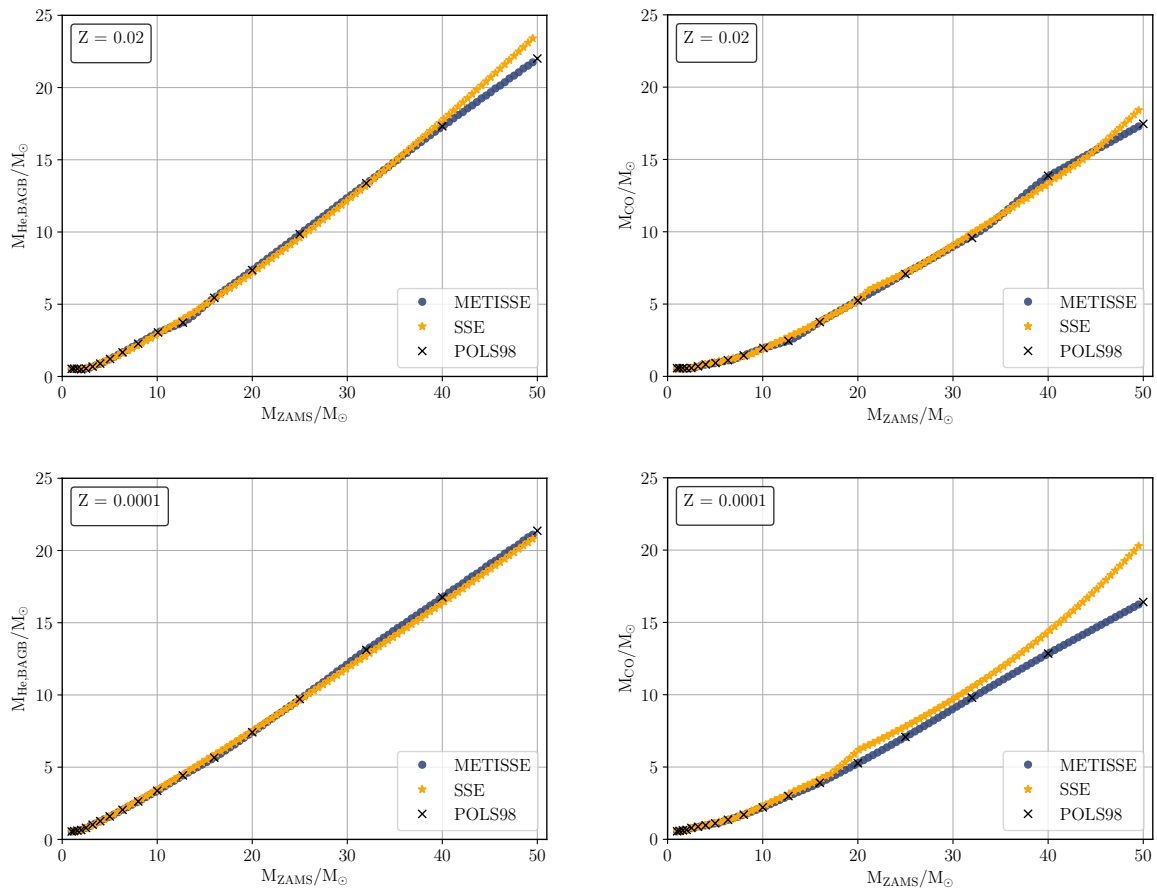 Z = 0.02
25
20
15
10
5
0
M_He,BAGB/M_⊙
METISSE
SSE
POLS98
0 10 20 30 40 50
M_ZAMS/M_⊙
Z = 0.02
25
20
15
10
5
0
M_CO/M_⊙
METISSE
SSE
POLS98
0 10 20 30 40 50
M_ZAMS/M_⊙
Z = 0.0001
25
20
15
10
5
0
M_He,BAGB/M_⊙
METISSE
SSE
POLS98
0 10 20 30 40 50
M_ZAMS/M_⊙
Z = 0.0001
25
20
15
10
5
0
M_CO/M_⊙
METISSE
SSE
POLS98
0 10 20 30 40 50
M_ZAMS/M_⊙